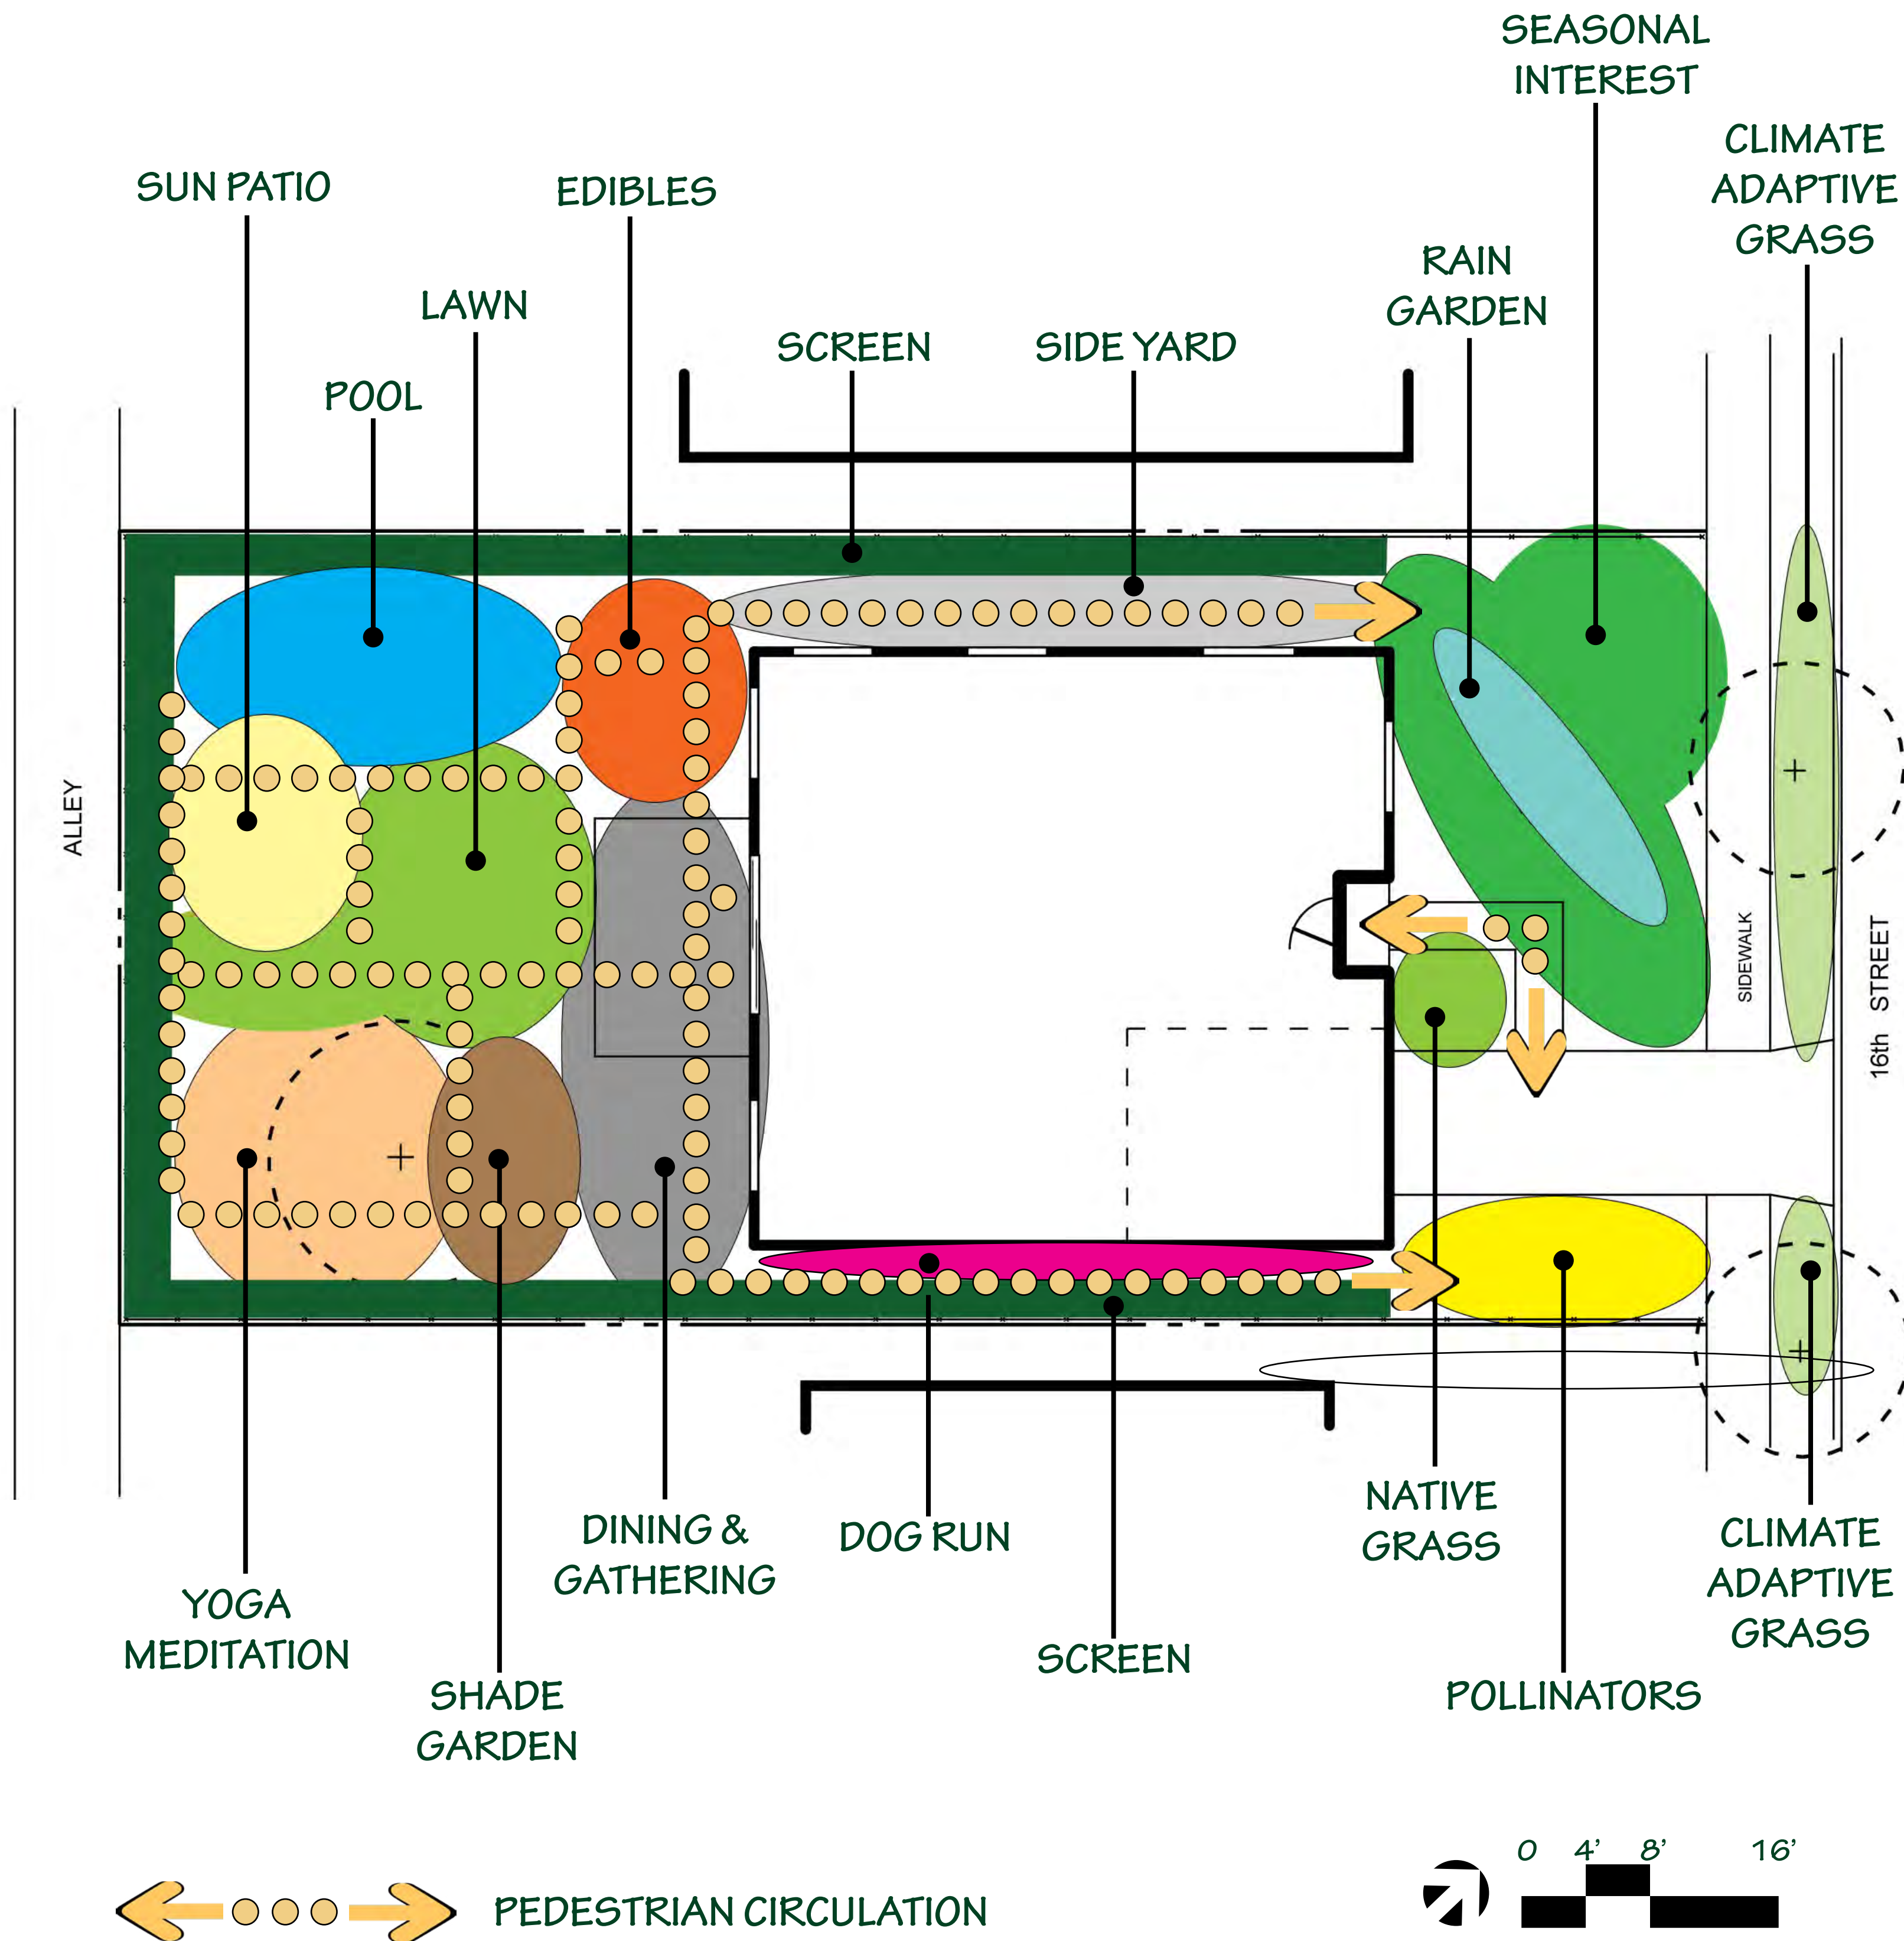 SEASONAL
INTEREST
CLIMATE
ADAPTIVE
GRASS
SUN PATIO
EDIBLES
RAIN
GARDEN
LAWN
SCREEN
SIDE YARD
POOL
ALLEY
SIDEWALK
16th STREET
NATIVE
GRASS
DINING &
GATHERING
DOG RUN
CLIMATE
ADAPTIVE
GRASS
YOGA
MEDITATION
SCREEN
SHADE
GARDEN
POLLINATORS
0 4' 8' 16'
PEDESTRIAN CIRCULATION